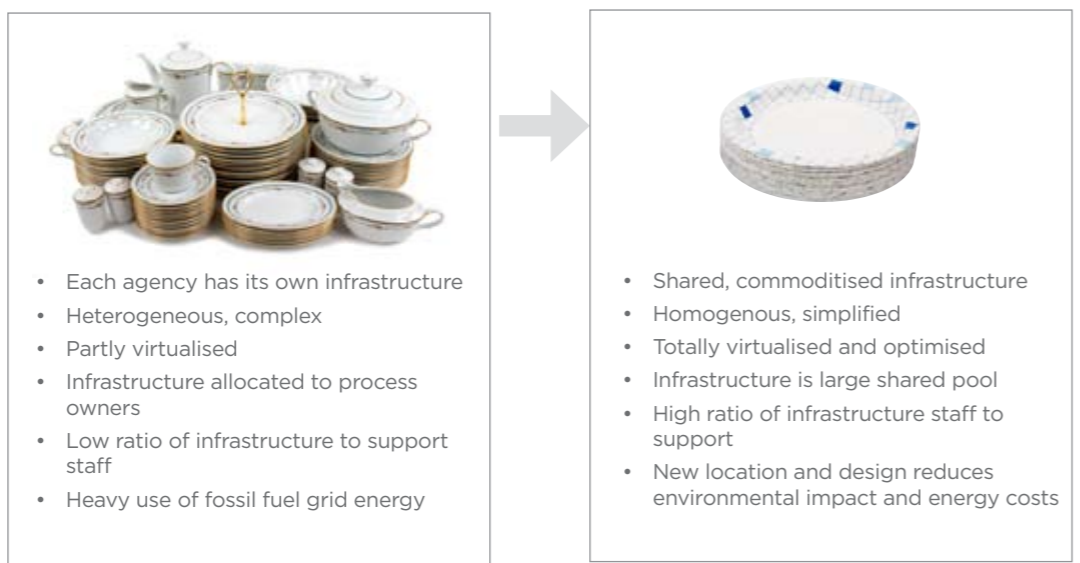 • Each agency has its own infrastructure
• Heterogeneous, complex
• Partly virtualised
• Infrastructure allocated to process
owners
• Low ratio of infrastructure to support
staff
• Heavy use of fossil fuel grid energy
• Shared, commoditised infrastructure
• Homogenous, simplified
• Totally virtualised and optimised
• Infrastructure is large shared pool
• High ratio of infrastructure staff to
support
• New location and design reduces
environmental impact and energy costs